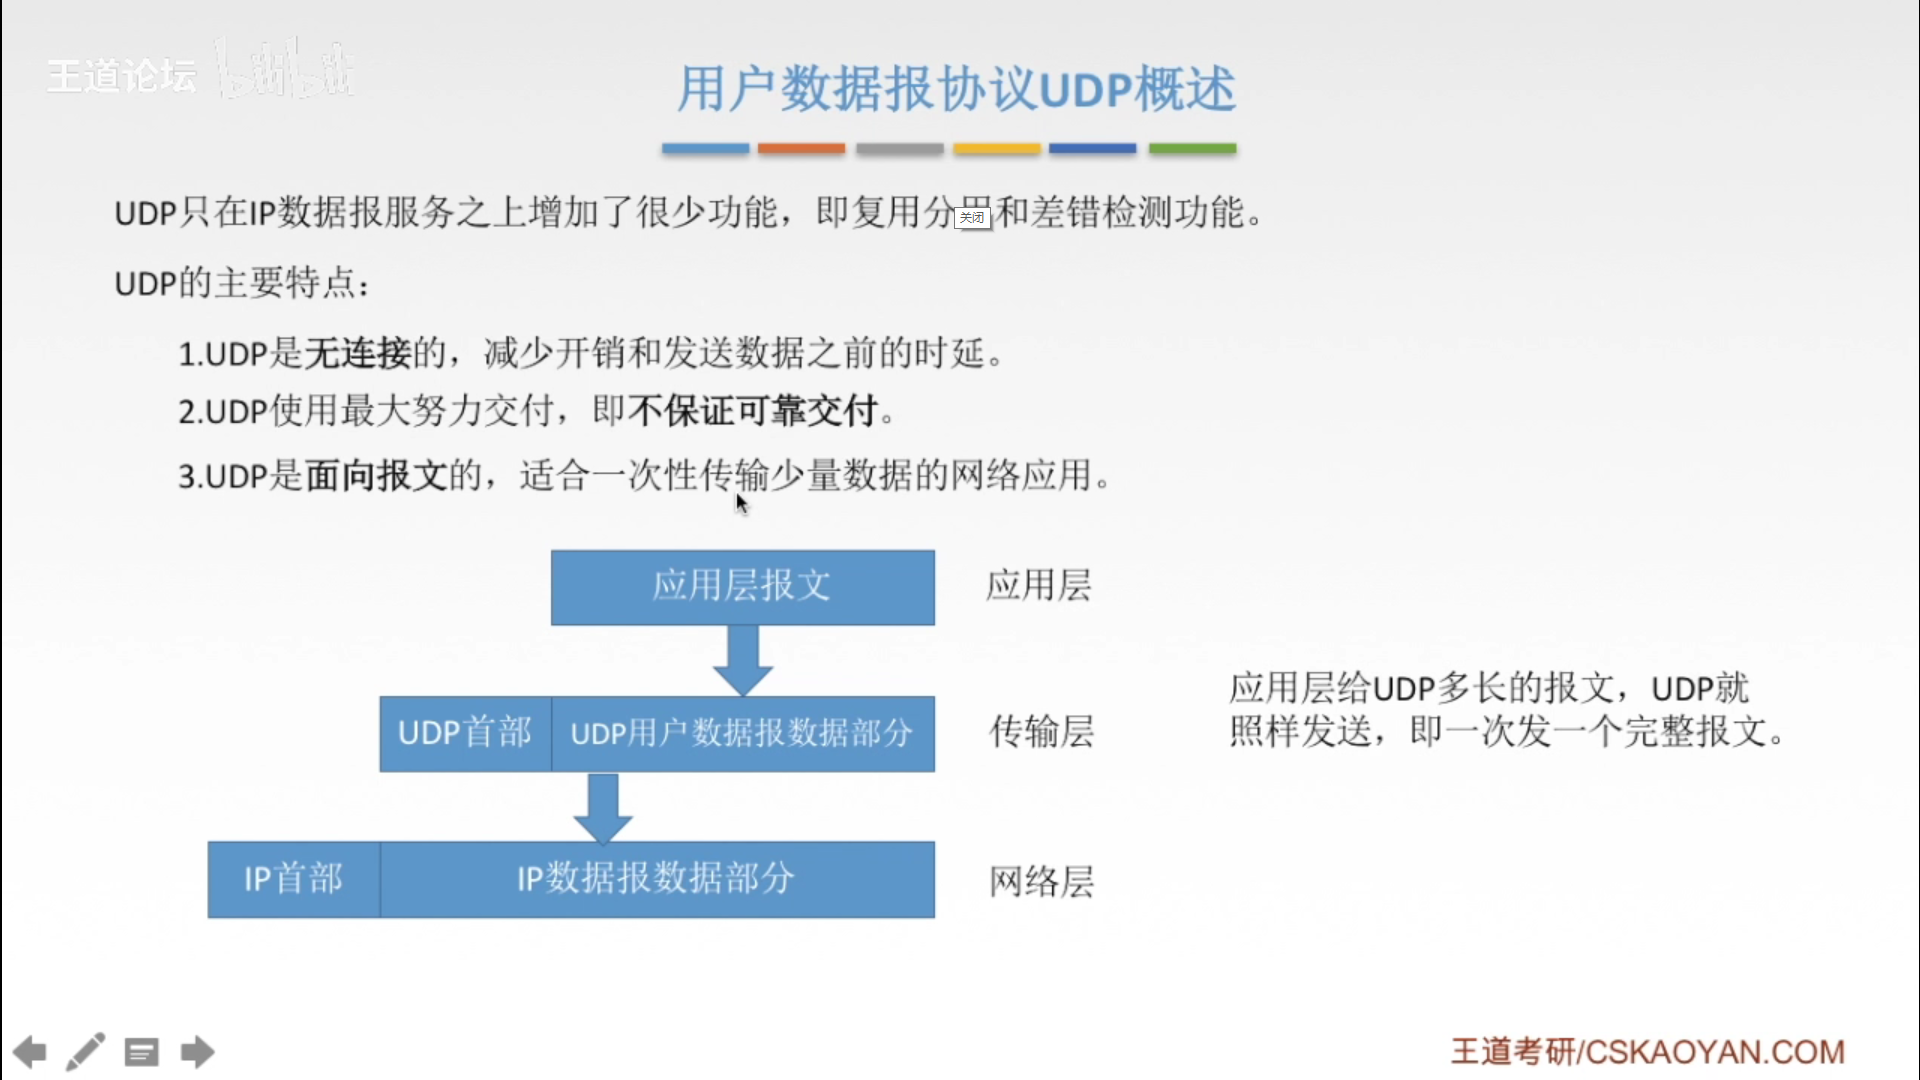 王道论坛 bilibili
用户数据报协议UDP概述
UDP只在IP数据报服务之上增加了很少功能，即复用分用和差错检测功能。
关闭
UDP的主要特点：
1.UDP是无连接的，减少开销和发送数据之前的时延。
2.UDP使用最大努力交付，即不保证可靠交付。
3.UDP是面向报文的，适合一次性传输少量数据的网络应用。
应用层报文 应用层
UDP首部 UDP用户数据报数据部分 传输层
应用层给UDP多长的报文，UDP就
照样发送，即一次发一个完整报文。
IP首部 IP数据报数据部分 网络层
王道考研/CSKAOYAN.COM